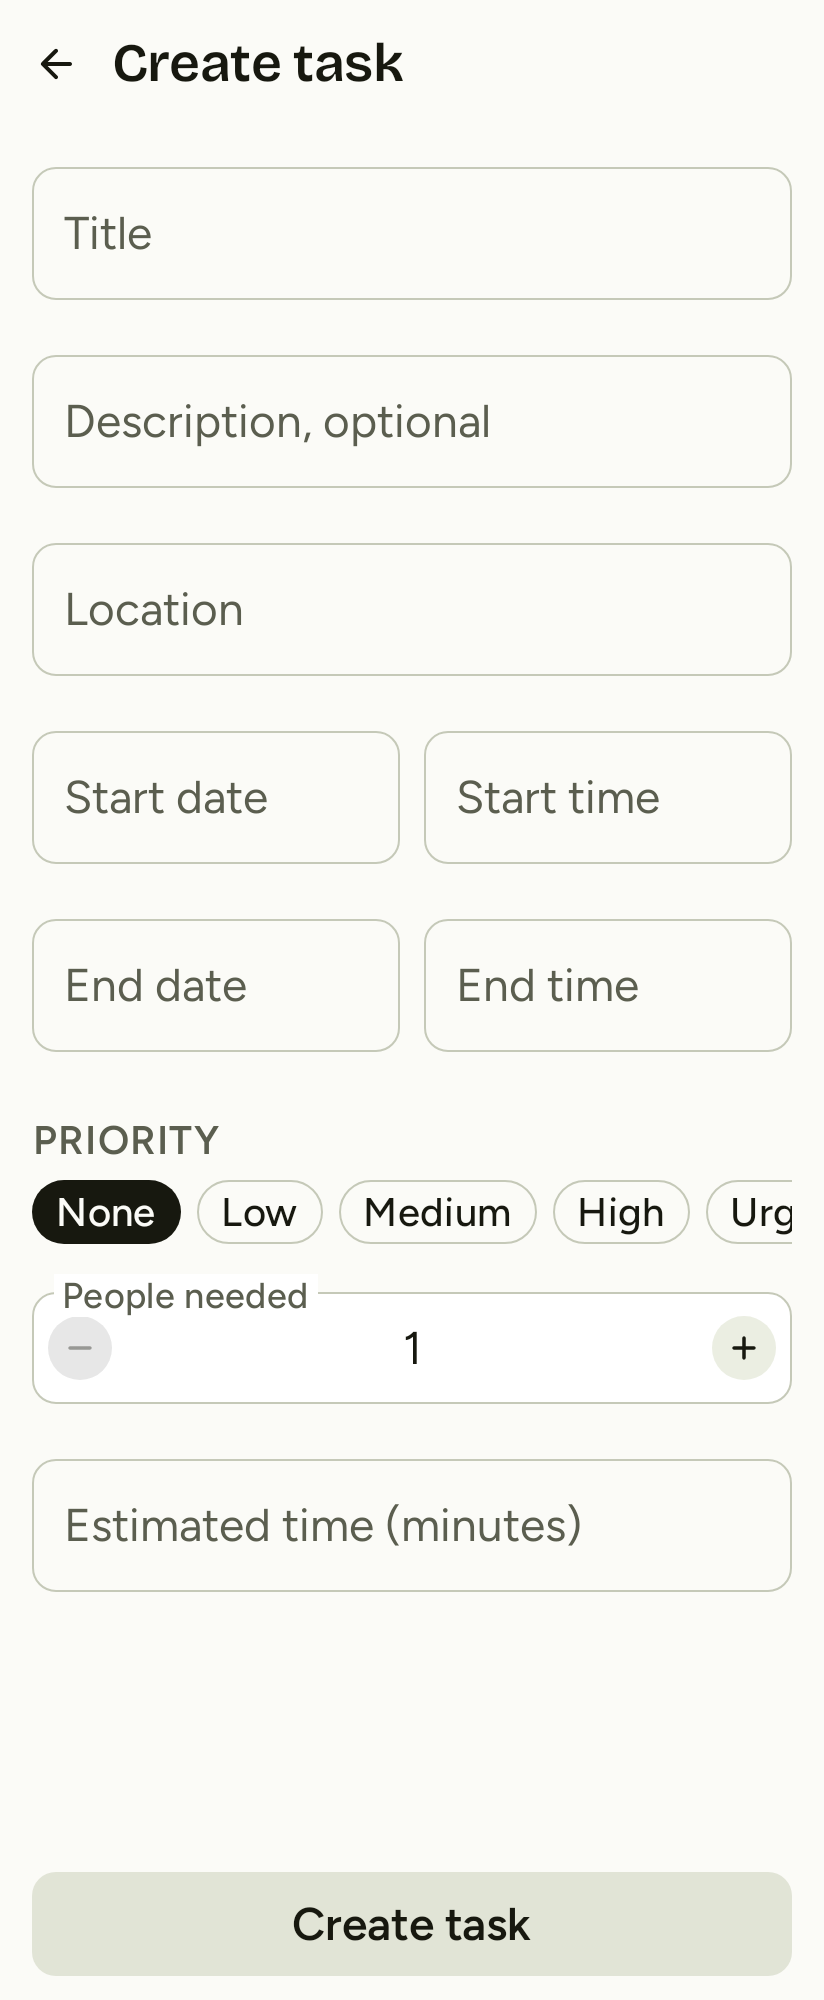 Create task
Title
Description, optional
Location
Start date Start time
End date End time
PRIORITY
None Low Medium High Urg
People needed
1
Estimated time (minutes)
Create task